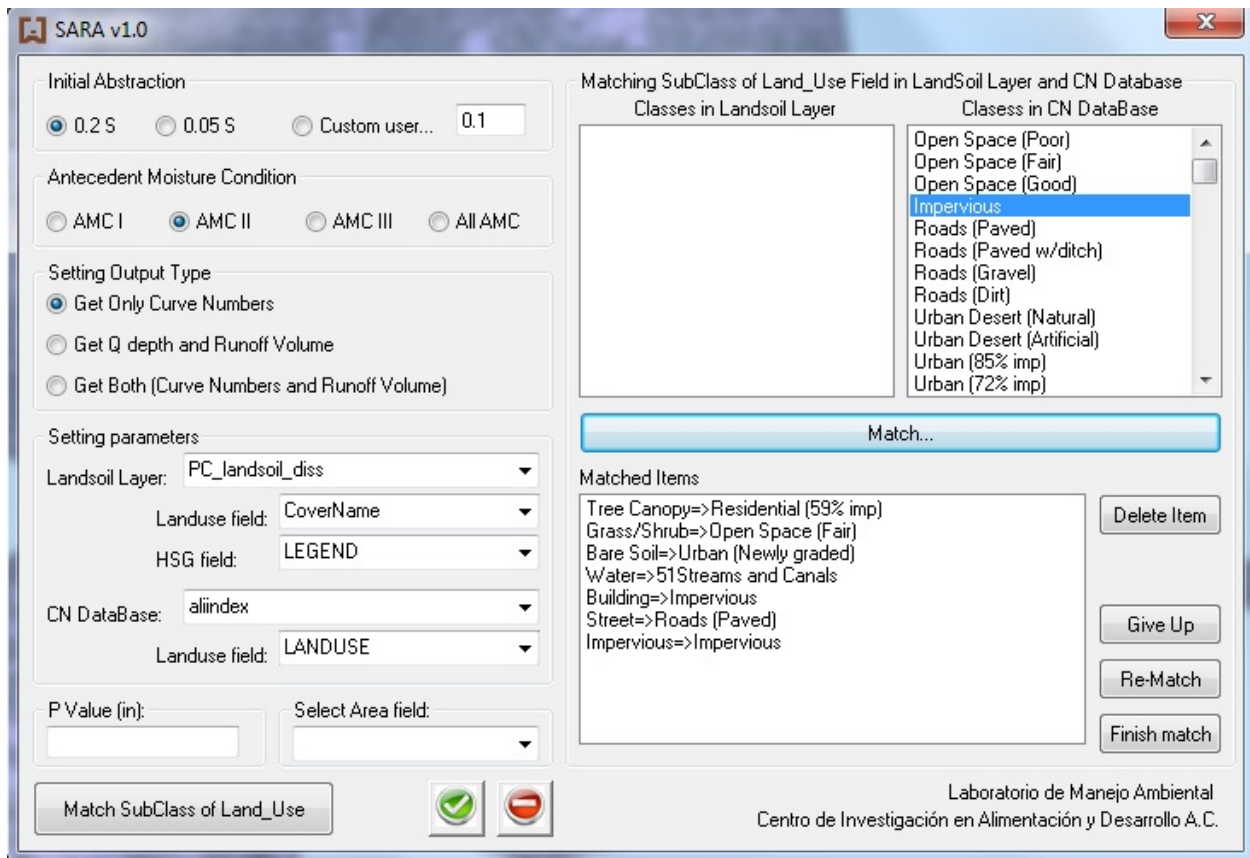 SARA v1.0
Initial Abstraction
0.2 S 0.05 S Custom user... 0.1
Antecedent Moisture Condition
AMC I AMC II AMC III All AMC
Setting Output Type
Get Only Curve Numbers
Get Q depth and Runoff Volume
Get Both (Curve Numbers and Runoff Volume)
Setting parameters
Landsoil Layer: PC_landsoil_diss
Landuse field: CoverName
HSG field: LEGEND
CN DataBase: aliindex
Landuse field: LANDUSE
P Value (in): Select Area field:
Match SubClass of Land_Use
Matching SubClass of Land_Use Field in LandSoil Layer and CN Database
Classes in Landsoil Layer Clasess in CN DataBase
Open Space (Poor)
Open Space (Fair)
Open Space (Good)
Impervious
Roads (Paved)
Roads (Paved w/ditch)
Roads (Gravel)
Roads (Dirt)
Urban Desert (Natural)
Urban Desert (Artificial)
Urban (85% imp)
Urban (72% imp)
Match...
Matched Items
Tree Canopy=>Residential (59% imp)
Grass/Shrub=>Open Space (Fair)
Bare Soil=>Urban (Newly graded)
Water=>51Streams and Canals
Building=>Impervious
Street=>Roads (Paved)
Impervious=>Impervious
Delete Item
Give Up
Re-Match
Finish match
Laboratorio de Manejo Ambiental
Centro de Investigación en Alimentación y Desarrollo A.C.